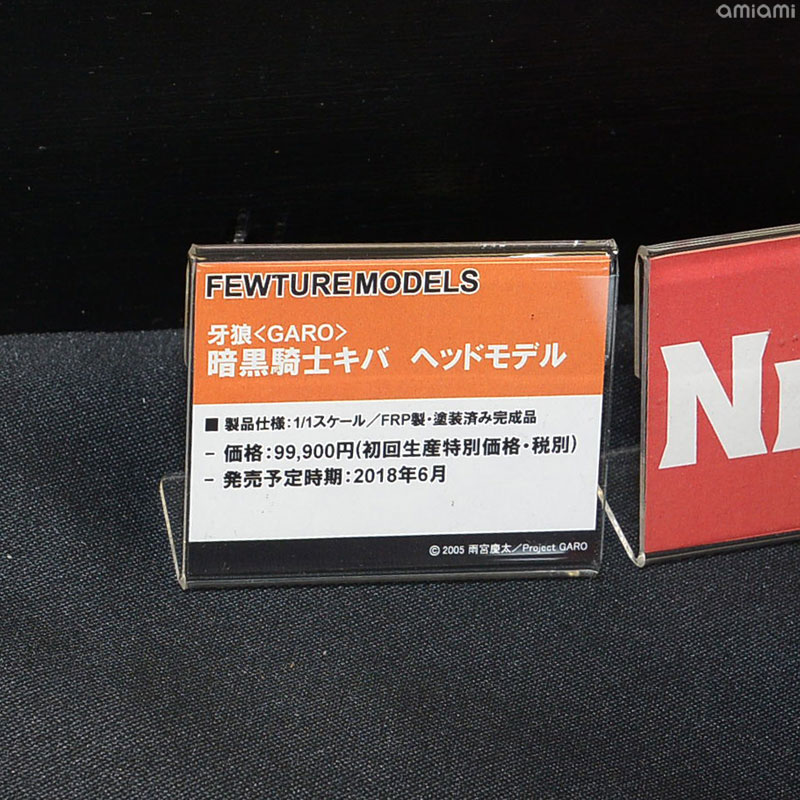 amiami
FEWTURE MODELS
牙狼<GARO>
暗黒騎士キバ ヘッドモデル
■ 製品仕様:1/1スケール/FRP製・塗装済み完成品
- 価格:99,900円(初回生産特別価格・税別)
- 発売予定時期:2018年6月
© 2005 雨宮慶太/Project GARO